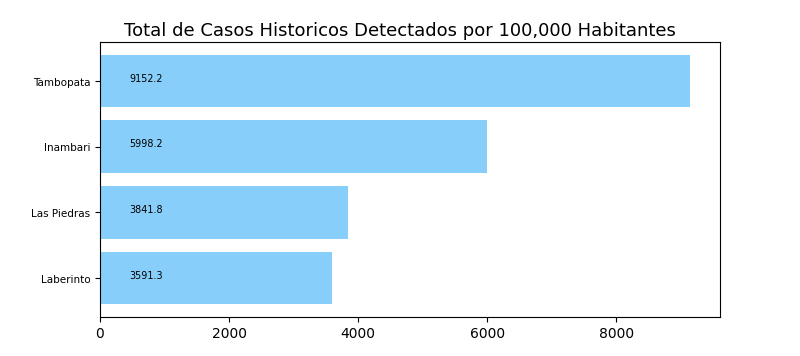 Total de Casos Historicos Detectados por 100,000 Habitantes
Tambopata 9152.2
Inambari 5998.2
Las Piedras 3841.8
Laberinto 3591.3
0 2000 4000 6000 8000